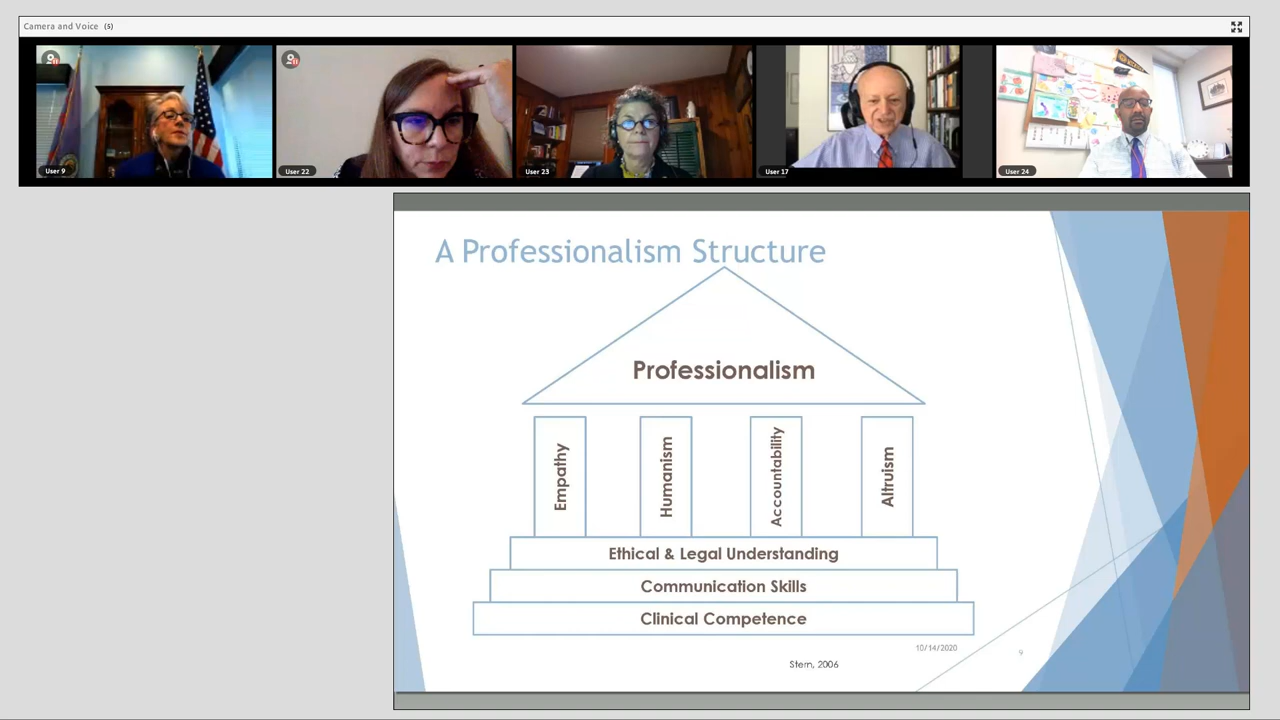 Camera and Voice (5)
User 9
User 22
User 23
User 17
User 24
A Professionalism Structure
Professionalism
Empathy
Humanism
Accountability
Altruism
Ethical & Legal Understanding
Communication Skills
Clinical Competence
10/14/2020
9
Stern, 2006